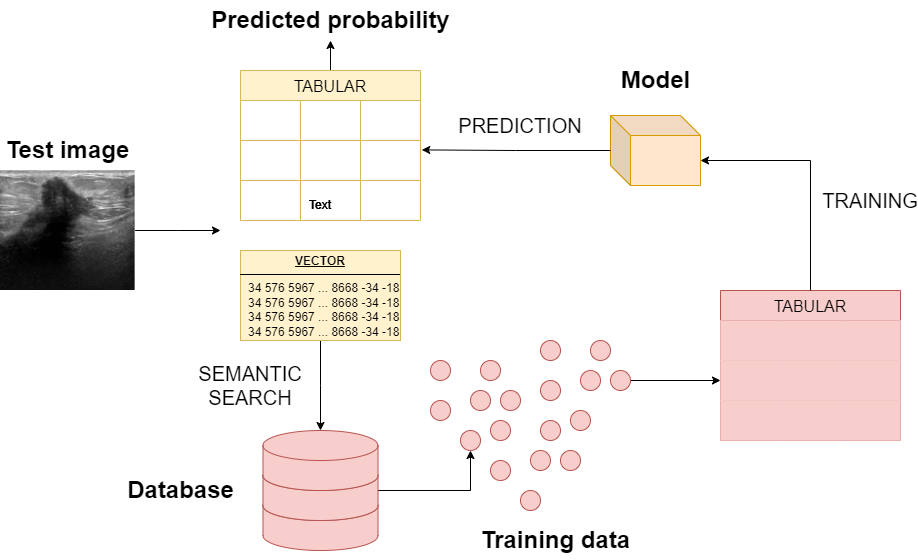 Predicted probability
TABULAR
Model
PREDICTION
Test image
Text
TRAINING
VECTOR
34 576 5967 ... 8668 -34 -18
34 576 5967 ... 8668 -34 -18
34 576 5967 ... 8668 -34 -18
34 576 5967 ... 8668 -34 -18
TABULAR
SEMANTIC
SEARCH
Database
Training data